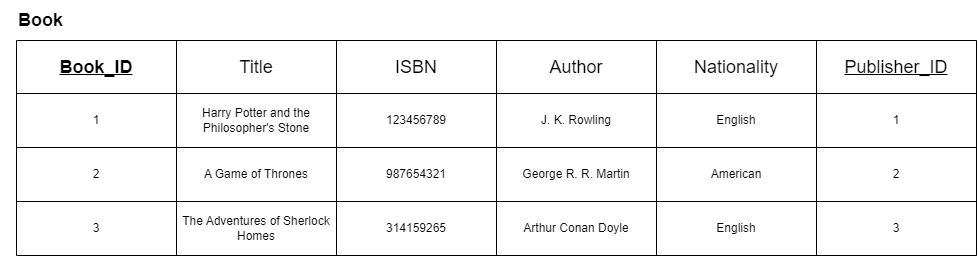 Book
Book_ID Title ISBN Author Nationality Publisher_ID
1 Harry Potter and the Philosopher's Stone 123456789 J. K. Rowling English 1
2 A Game of Thrones 987654321 George R. R. Martin American 2
3 The Adventures of Sherlock Homes 314159265 Arthur Conan Doyle English 3